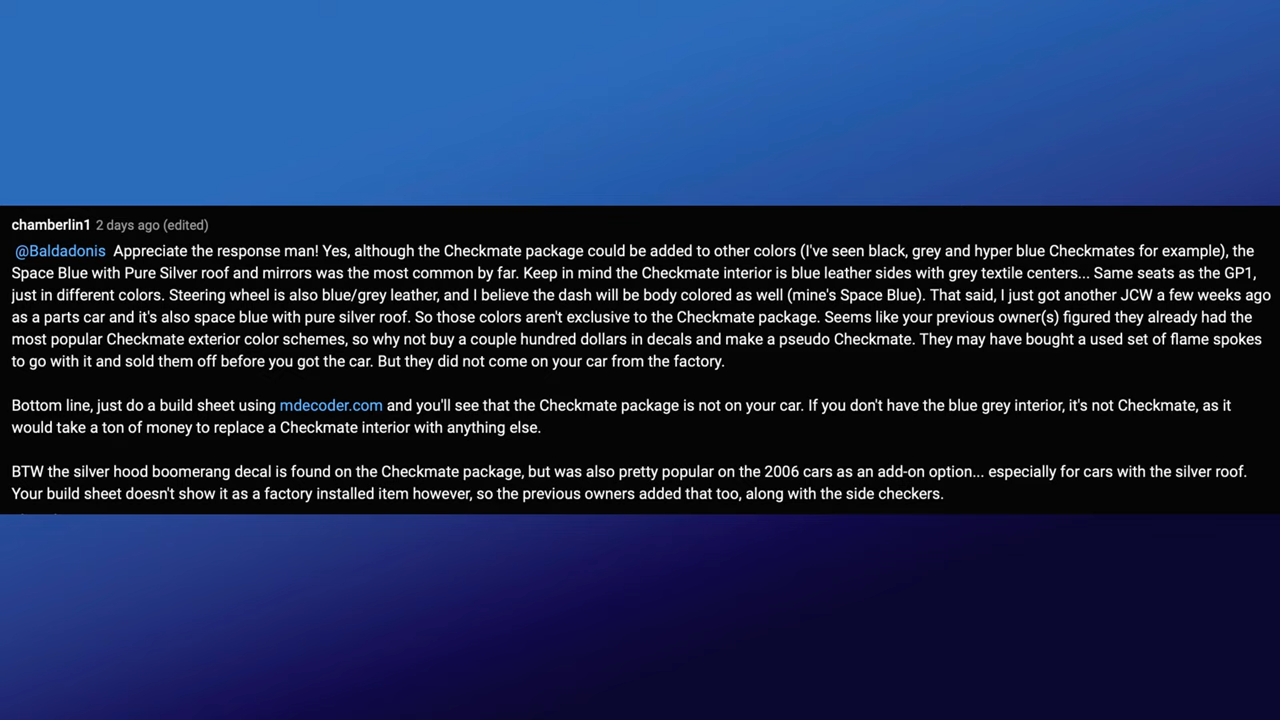 chamberlin1 2 days ago (edited)
@Baldadonis Appreciate the response man! Yes, although the Checkmate package could be added to other colors (I've seen black, grey and hyper blue Checkmates for example), the
Space Blue with Pure Silver roof and mirrors was the most common by far. Keep in mind the Checkmate interior is blue leather sides with grey textile centers... Same seats as the GP1,
just in different colors. Steering wheel is also blue/grey leather, and I believe the dash will be body colored as well (mine's Space Blue). That said, I just got another JCW a few weeks ago
as a parts car and it's also space blue with pure silver roof. So those colors aren't exclusive to the Checkmate package. Seems like your previous owner(s) figured they already had the
most popular Checkmate exterior color schemes, so why not buy a couple hundred dollars in decals and make a pseudo Checkmate. They may have bought a used set of flame spokes
to go with it and sold them off before you got the car. But they did not come on your car from the factory.
Bottom line, just do a build sheet using mdecoder.com and you'll see that the Checkmate package is not on your car. If you don't have the blue grey interior, it's not Checkmate, as it
would take a ton of money to replace a Checkmate interior with anything else.
BTW the silver hood boomerang decal is found on the Checkmate package, but was also pretty popular on the 2006 cars as an add-on option... especially for cars with the silver roof.
Your build sheet doesn't show it as a factory installed item however, so the previous owners added that too, along with the side checkers.